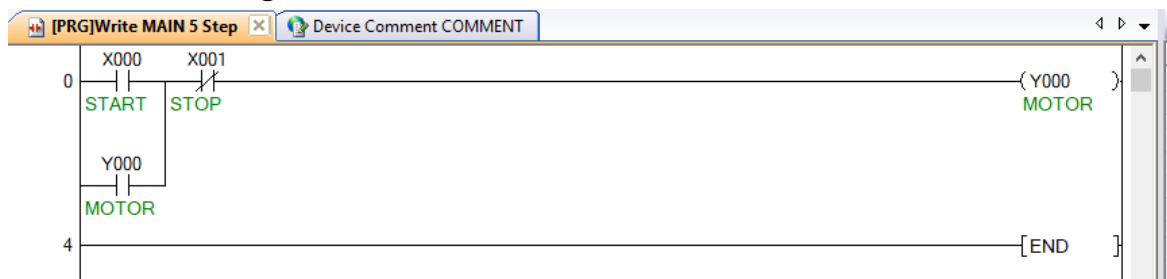 [PRG]Write MAIN 5 Step Device Comment COMMENT
X000 X001
0 Y000
START STOP MOTOR
Y000
MOTOR
4 END